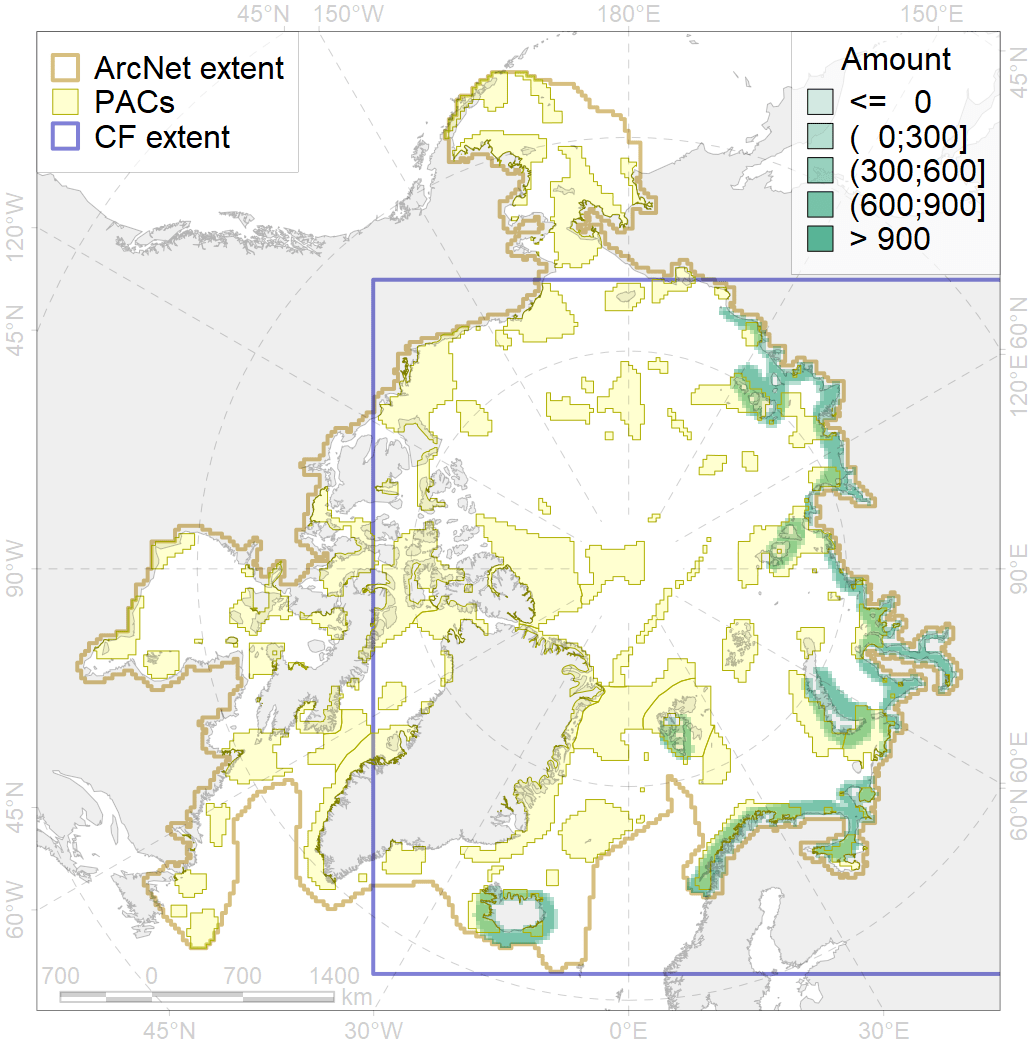 45°N 150°W 180°E 150°E
ArcNet extent
PACs
CF extent
Amount
<= 0
( 0;300]
(300;600]
(600;900]
> 900
120°W
45°N
90°W
45°N
60°W
45°N
60°N
120°E
90°E
60°E
60°N
700 0 700 1400
km
45°N 30°W 0°E 30°E